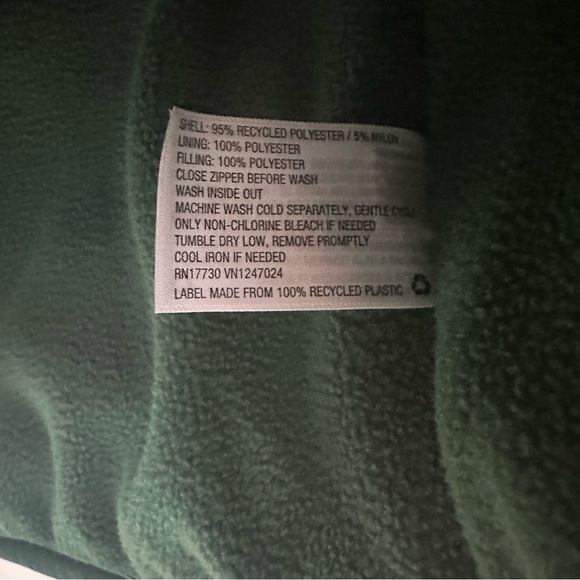 SHELL: 95% RECYCLED POLYESTER / 5% NYLON
LINING: 100% POLYESTER
FILLING: 100% POLYESTER
CLOSE ZIPPER BEFORE WASH
WASH INSIDE OUT
MACHINE WASH COLD SEPARATELY, GENTLE CYCLE
ONLY NON-CHLORINE BLEACH IF NEEDED
TUMBLE DRY LOW, REMOVE PROMPTLY
COOL IRON IF NEEDED
RN17730 VN1247024
LABEL MADE FROM 100% RECYCLED PLASTIC